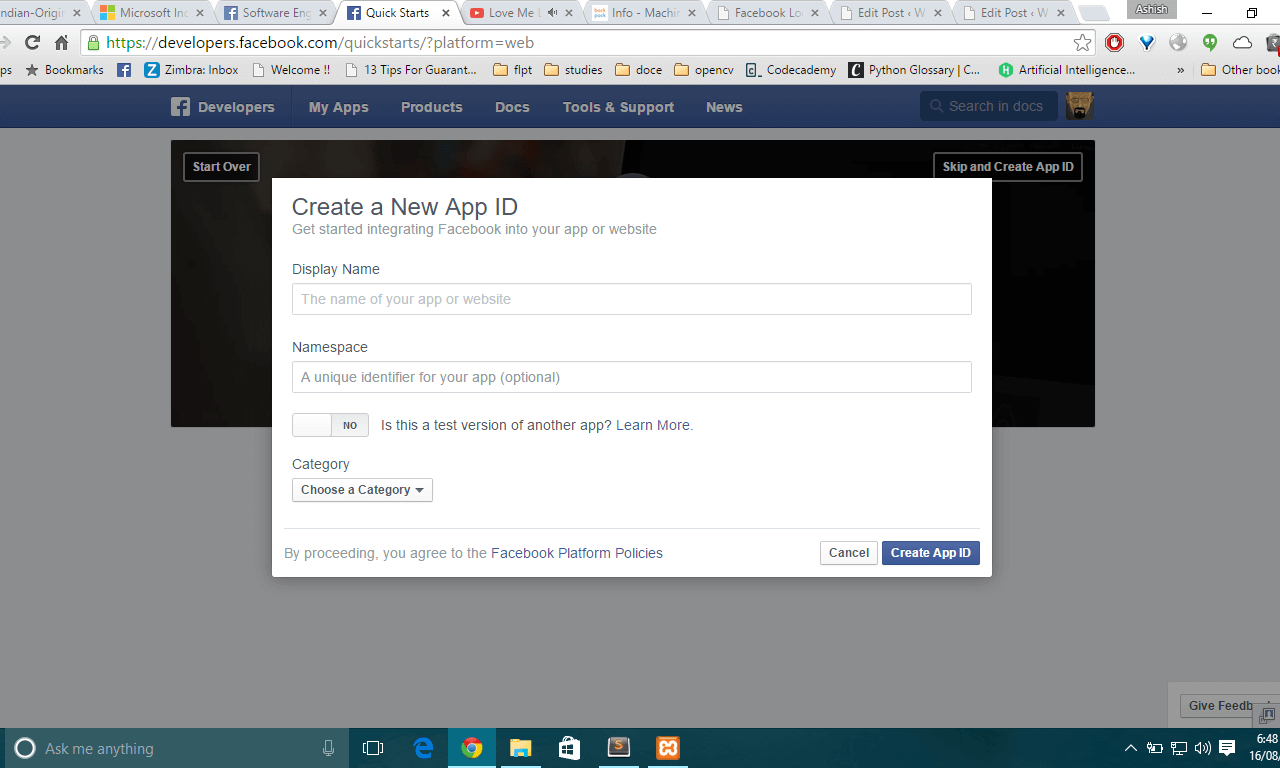 ndian-Origin
Microsoft Inc
Software Eng
Quick Starts
Love Me L
Info - Machin
Facebook Lo
Edit Post ‹ W
Edit Post ‹ W
Ashish
https://developers.facebook.com/quickstarts/?platform=web
ps
Bookmarks
Zimbra: Inbox
Welcome !!
13 Tips For Guarant...
flpt
studies
doce
opencv
Codecademy
Python Glossary | C...
Artificial Intelligence...
»
Other book
Developers
My Apps
Products
Docs
Tools & Support
News
Search in docs
Start Over
Skip and Create App ID
Create a New App ID
Get started integrating Facebook into your app or website
Display Name
The name of your app or website
Namespace
A unique identifier for your app (optional)
NO
Is this a test version of another app? Learn More.
Category
Choose a Category
By proceeding, you agree to the Facebook Platform Policies
Cancel
Create App ID
Give Feedb
Ask me anything
6:48
16/08/